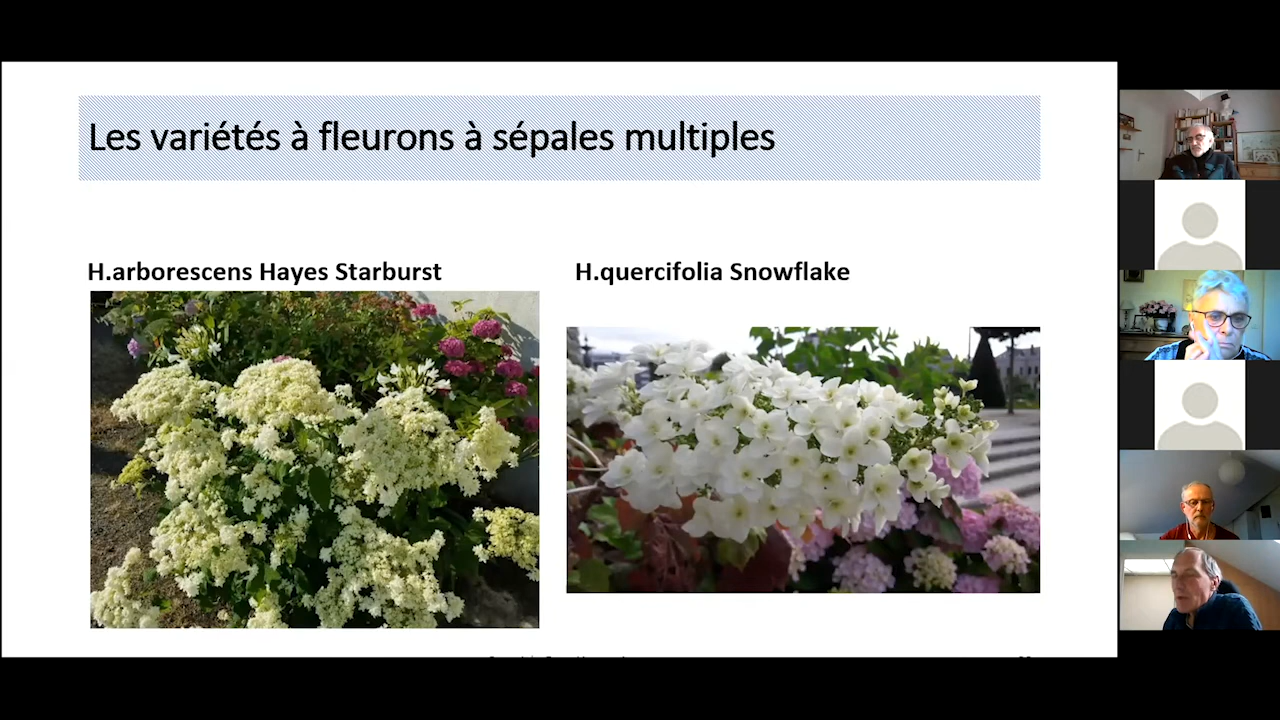 Les variétés à fleurons à sépales multiples
H.arborescens Hayes Starburst
H.quercifolia Snowflake